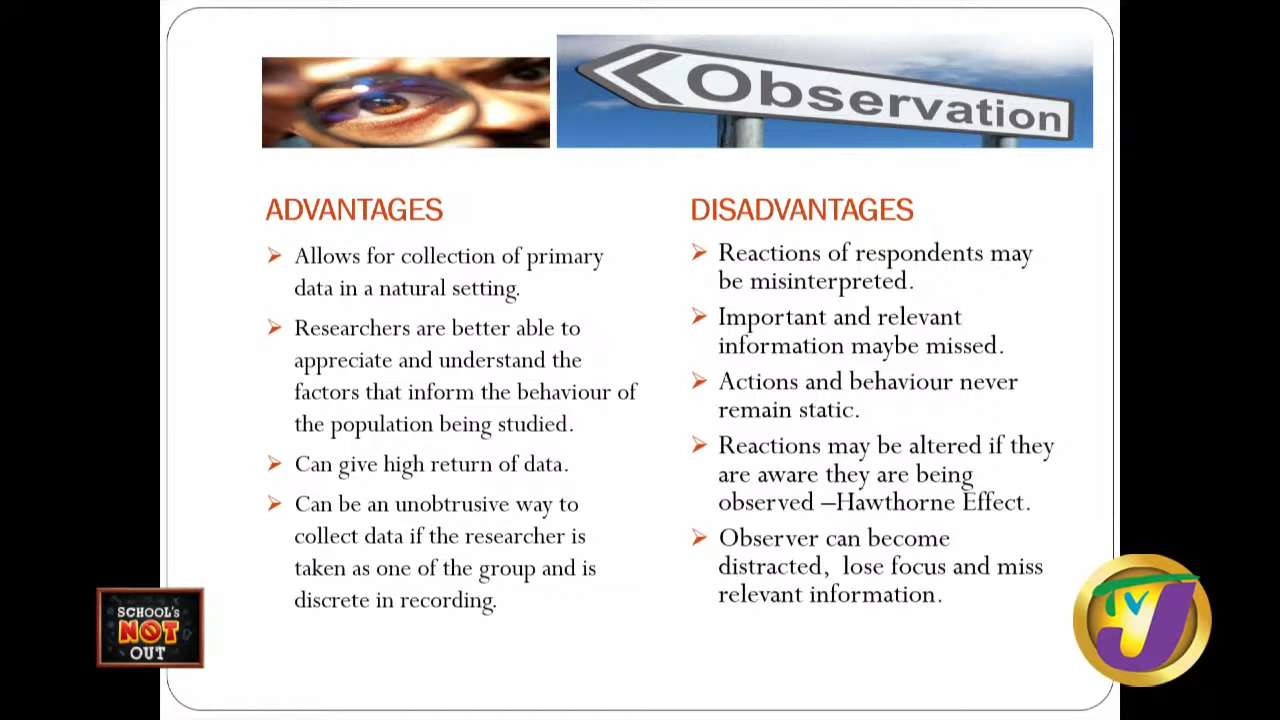 Observation
ADVANTAGES
➢ Allows for collection of primary
data in a natural setting.
➢ Researchers are better able to
appreciate and understand the
factors that inform the behaviour of
the population being studied.
➢ Can give high return of data.
➢ Can be an unobtrusive way to
collect data if the researcher is
taken as one of the group and is
discrete in recording.
DISADVANTAGES
➢ Reactions of respondents may
be misinterpreted.
➢ Important and relevant
information maybe missed.
➢ Actions and behaviour never
remain static.
➢ Reactions may be altered if they
are aware they are being
observed –Hawthorne Effect.
➢ Observer can become
distracted, lose focus and miss
relevant information.
SCHOOL's
NOT
OUT
TVJ